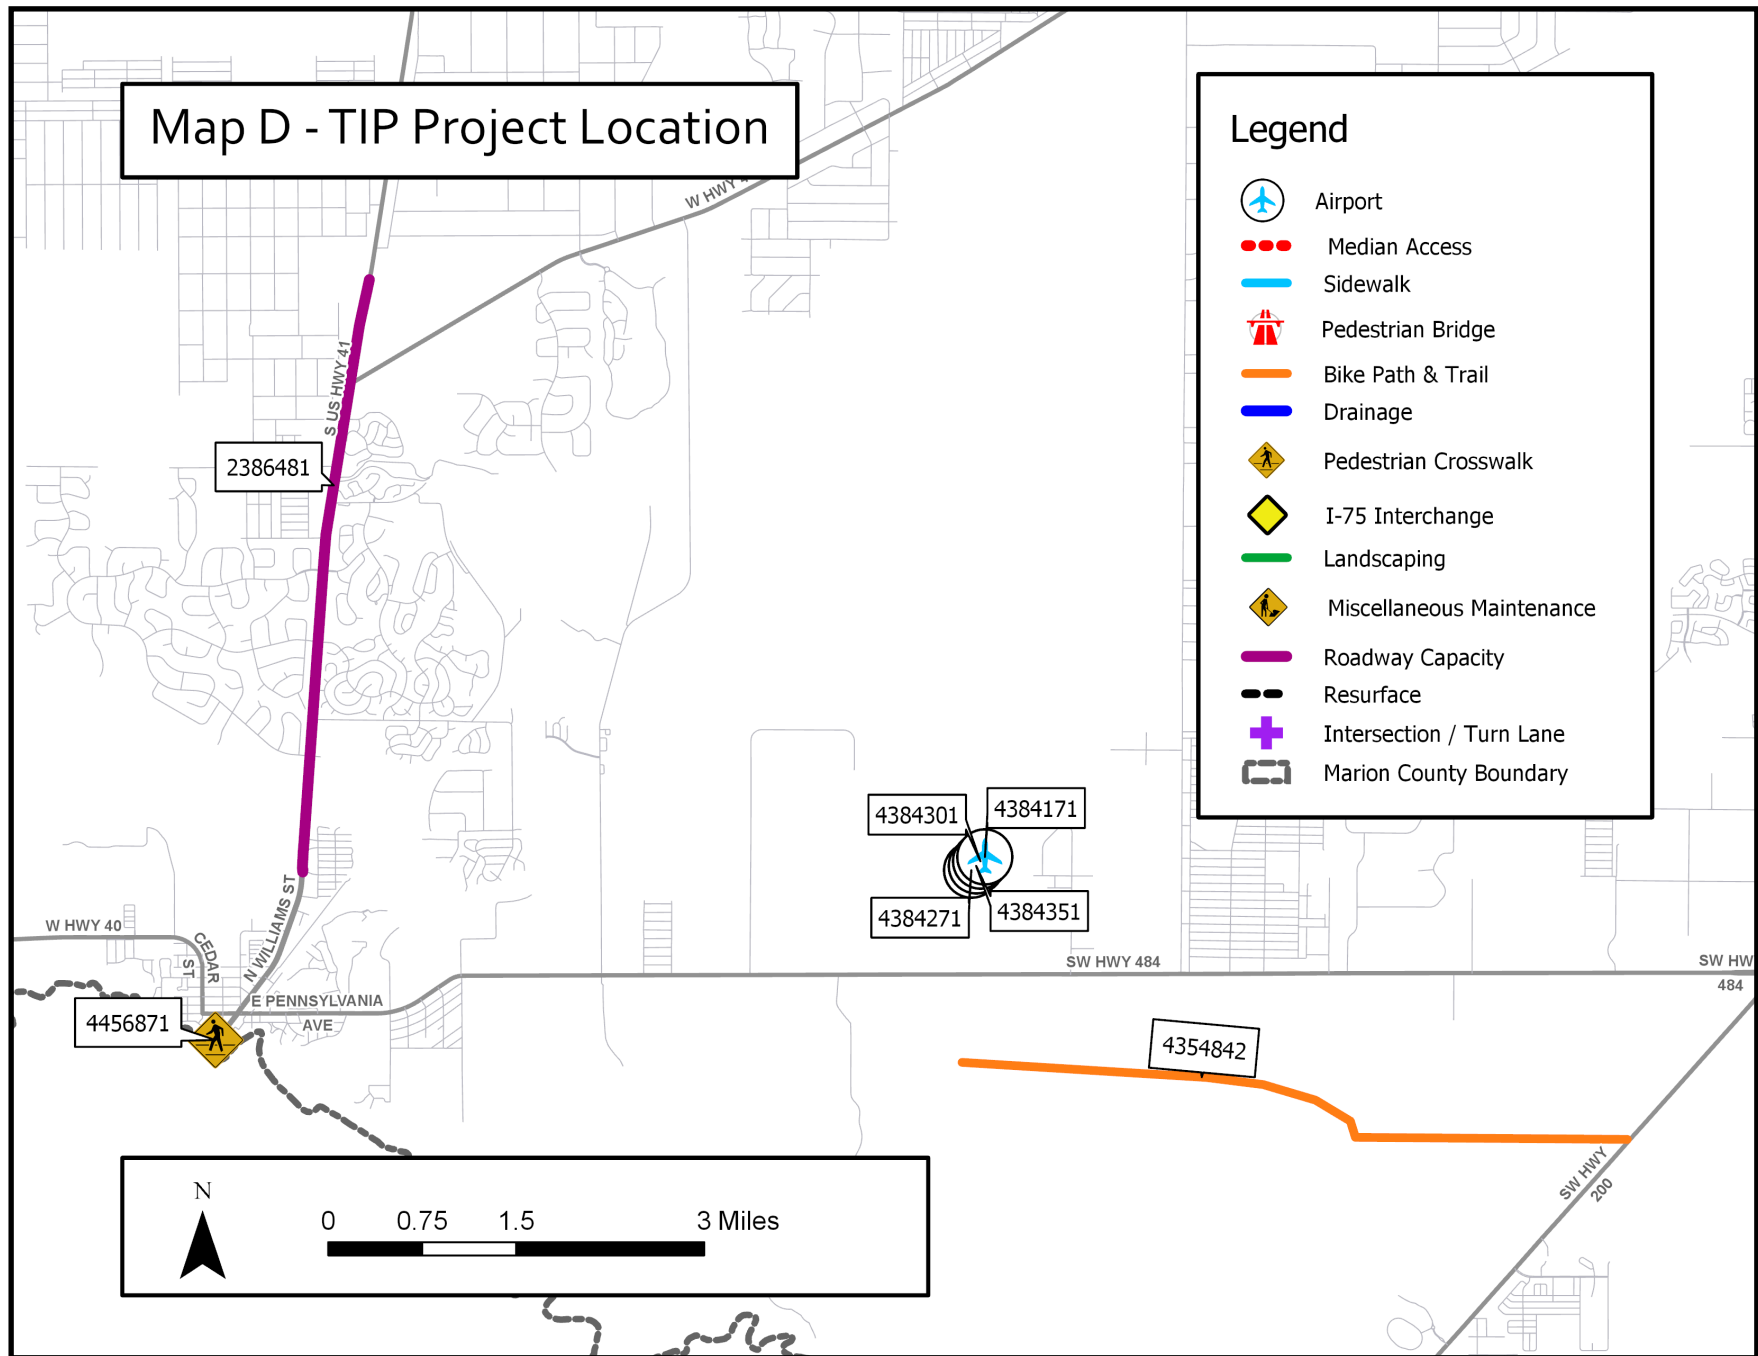 Map D - TIP Project Location
W HWY
Legend
Airport
Median Access
Sidewalk
Pedestrian Bridge
Bike Path & Trail
Drainage
Pedestrian Crosswalk
I-75 Interchange
Landscaping
Miscellaneous Maintenance
Roadway Capacity
Resurface
Intersection / Turn Lane
Marion County Boundary
S US HWY 41
2386481
4384301
4384171
4384271
4384351
W HWY 40
CEDAR
ST
N WILLIAMS ST
E PENNSYLVANIA
AVE
4456871
SW HWY 484
SW HW
484
4354842
SW HWY
200
N
0 0.75 1.5 3 Miles